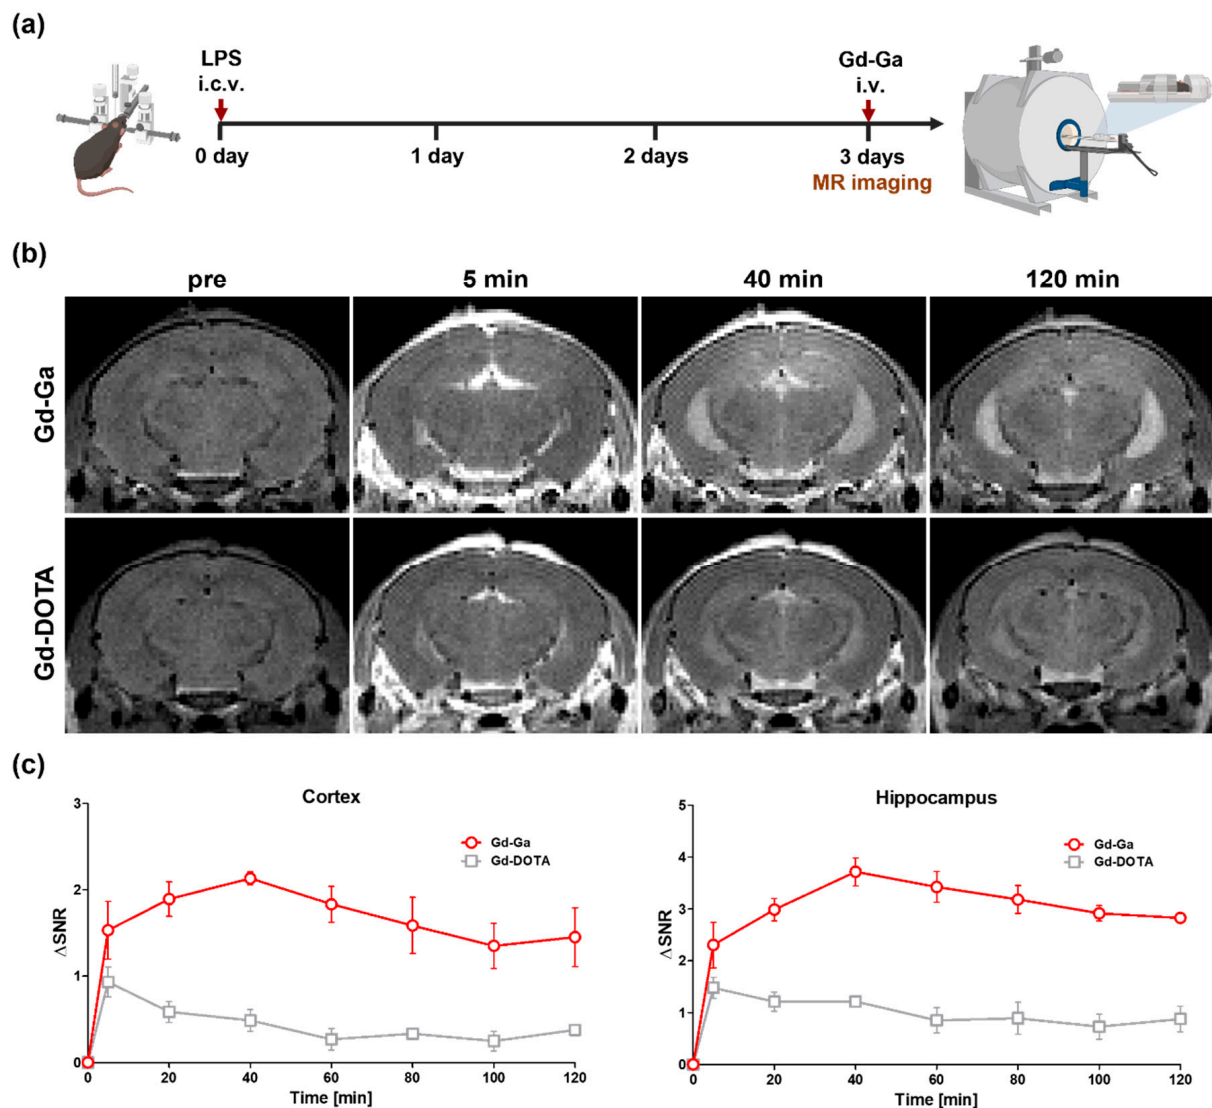 (a)
LPS
i.c.v.
Gd-Ga
i.v.
0 day
1 day
2 days
3 days
MR imaging
(b)
pre
5 min
40 min
120 min
Gd-Ga
Gd-DOTA
(c)
Cortex
3
2
1
0
ΔSNR
Gd-Ga
Gd-DOTA
0 20 40 60 80 100 120
Time [min]
Hippocampus
5
4
3
2
1
0
ΔSNR
Gd-Ga
Gd-DOTA
0 20 40 60 80 100 120
Time [min]